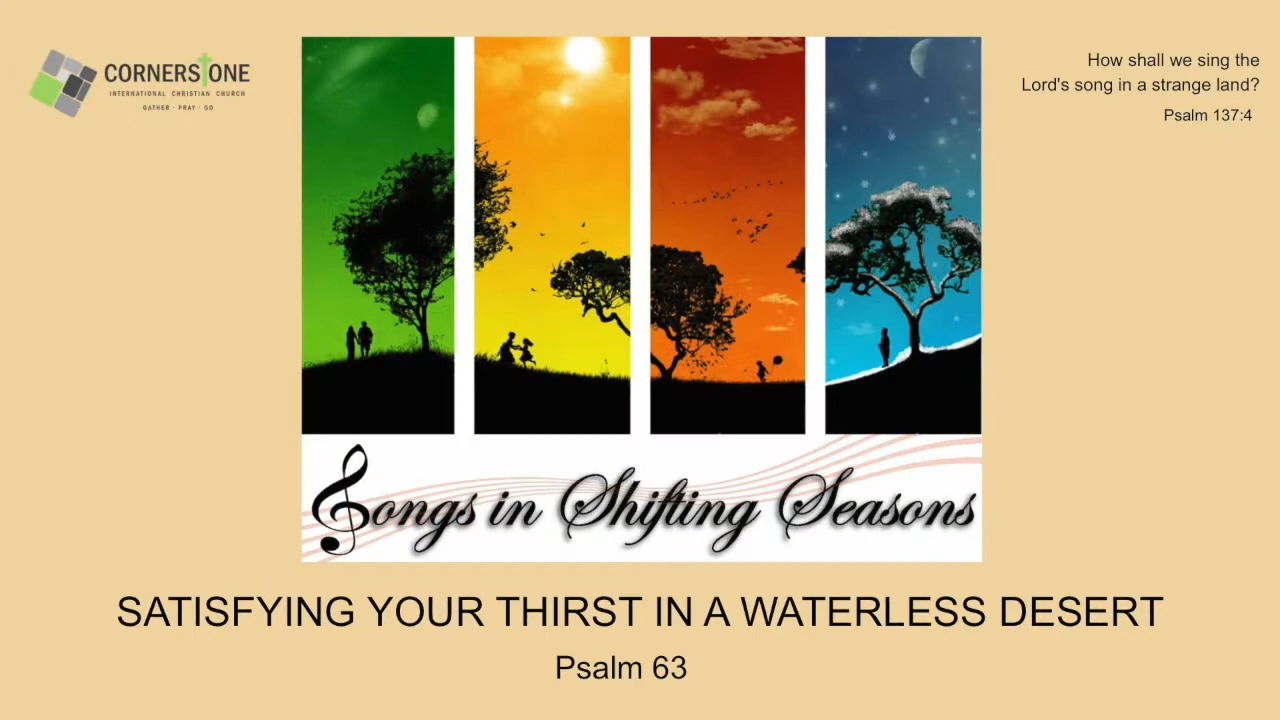 CORNERSTONE
INTERNATIONAL CHRISTIAN CHURCH
GATHER · PRAY · GO
How shall we sing the
Lord's song in a strange land?
Psalm 137:4
Songs in Shifting Seasons
SATISFYING YOUR THIRST IN A WATERLESS DESERT
Psalm 63